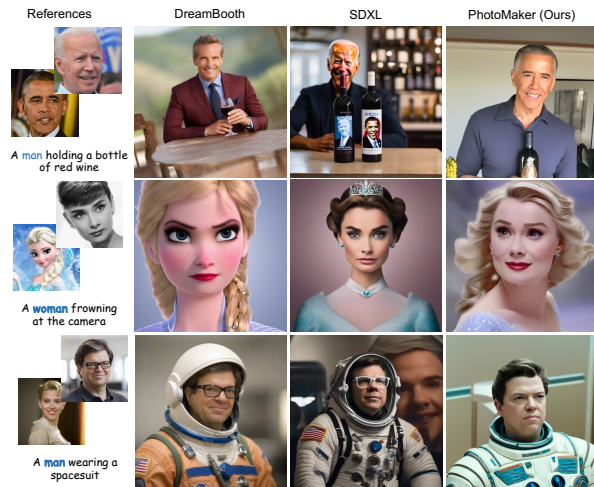 References
DreamBooth
SDXL
PhotoMaker (Ours)
A man holding a bottle
of red wine
A woman frowning
at the camera
A man wearing a
spacesuit